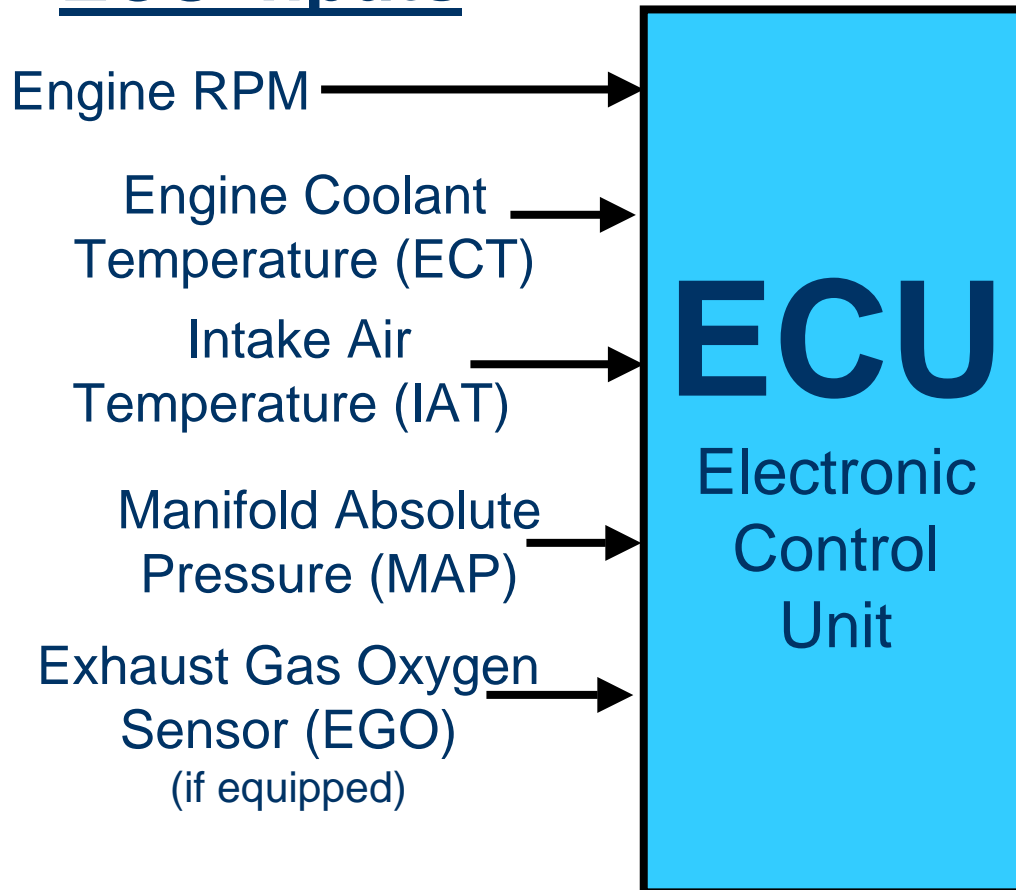 Engine RPM
Engine Coolant
Temperature (ECT)
Intake Air
Temperature (IAT)
Manifold Absolute
Pressure (MAP)
Exhaust Gas Oxygen
Sensor (EGO)
(if equipped)
ECU
Electronic
Control
Unit